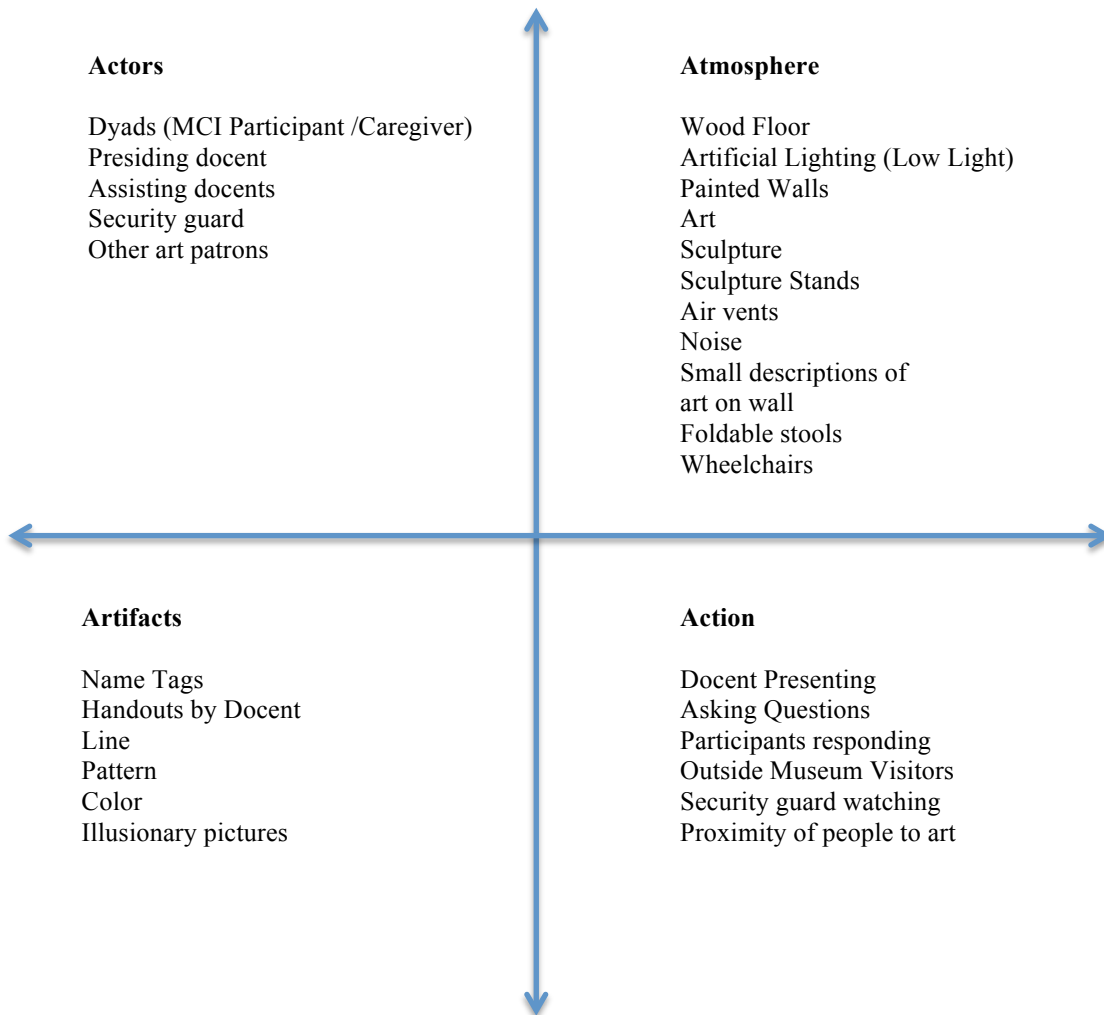 Actors
Dyads (MCI Participant /Caregiver)
Presiding docent
Assisting docents
Security guard
Other art patrons
Atmosphere
Wood Floor
Artificial Lighting (Low Light)
Painted Walls
Art
Sculpture
Sculpture Stands
Air vents
Noise
Small descriptions of
art on wall
Foldable stools
Wheelchairs
Artifacts
Name Tags
Handouts by Docent
Line
Pattern
Color
Illusionary pictures
Action
Docent Presenting
Asking Questions
Participants responding
Outside Museum Visitors
Security guard watching
Proximity of people to art